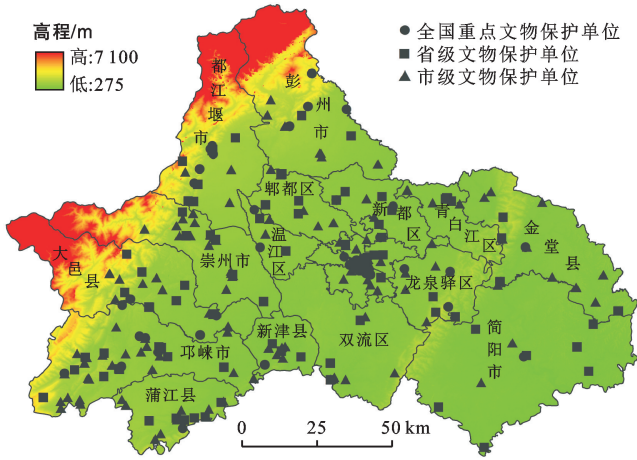 高程/m
高:7 100
低:275
全国重点文物保护单位
省级文物保护单位
市级文物保护单位
都江堰市
彭州市
郫都区
新都区
青白江区
金堂县
大邑县
崇州市
温江区
龙泉驿区
邛崃市
新津县
双流区
简阳市
蒲江县
0 25 50 km